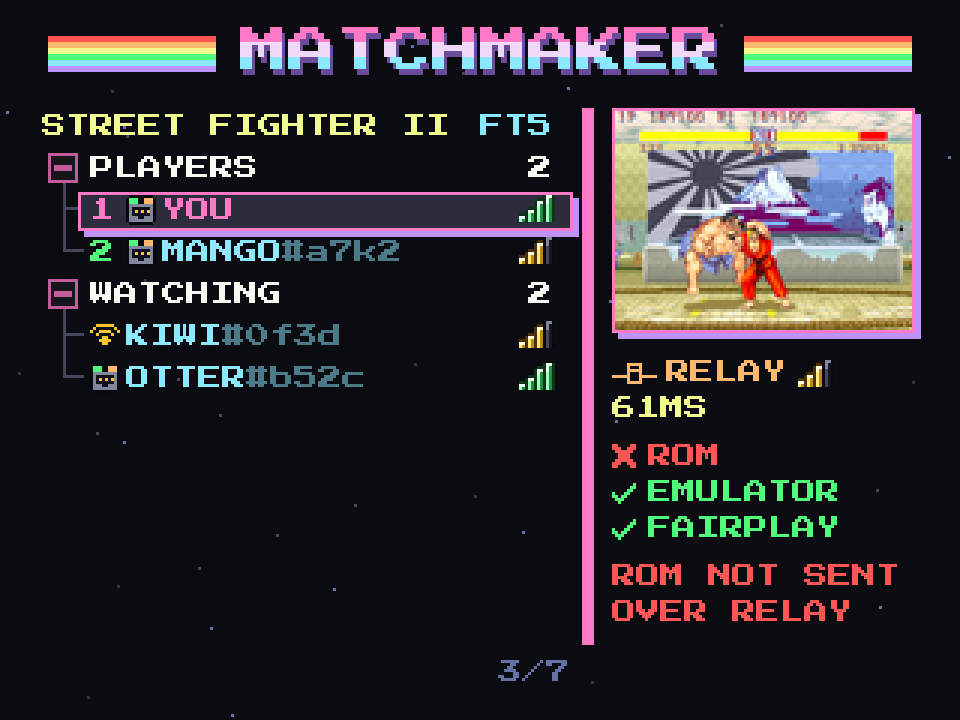 MATCHMAKER
STREET FIGHTER II FT5
PLAYERS 2
1 YOU
2 MANGO#a7k2
WATCHING 2
KIWI#0f3d
OTTER#b52c
RELAY
61MS
ROM
EMULATOR
FAIRPLAY
ROM NOT SENT
OVER RELAY
3/7